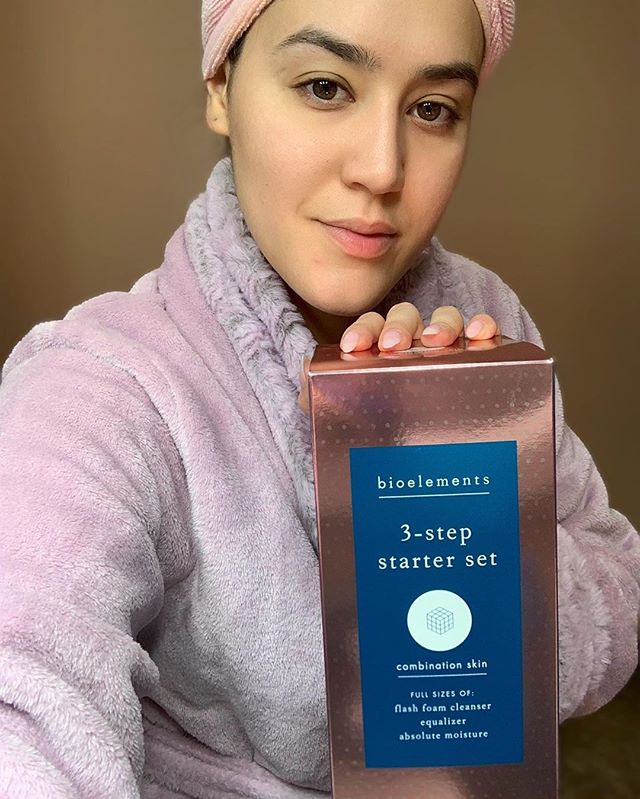 bioelements
3-step
starter set
combination skin
FULL SIZES OF:
flash foam cleanser
equalizer
absolute moisture